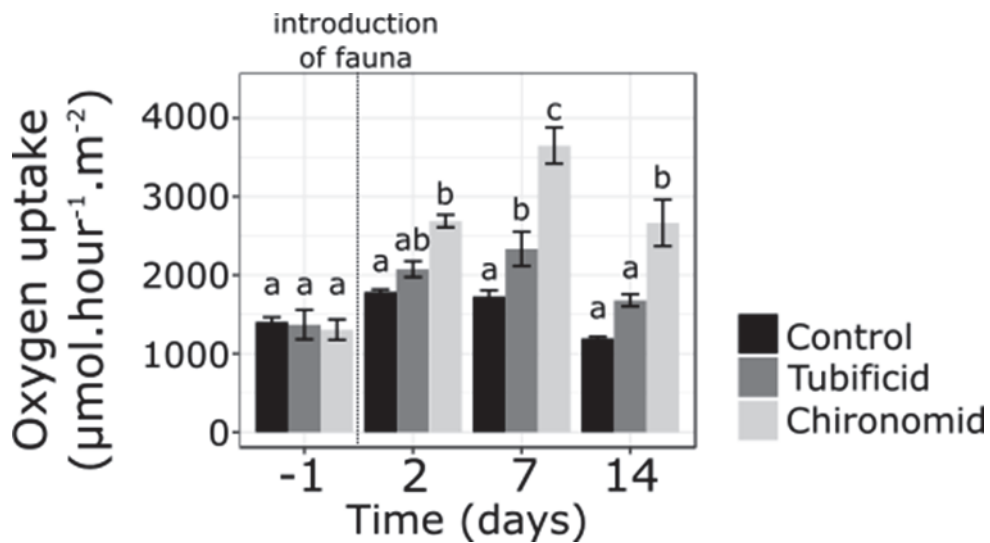 introduction
of fauna
Oxygen uptake
(µmol.hour⁻¹.m⁻²)
4000
3000
2000
1000
0
a a a
a ab b
a b c
a a b
-1 2 7 14
Time (days)
Control
Tubificid
Chironomid